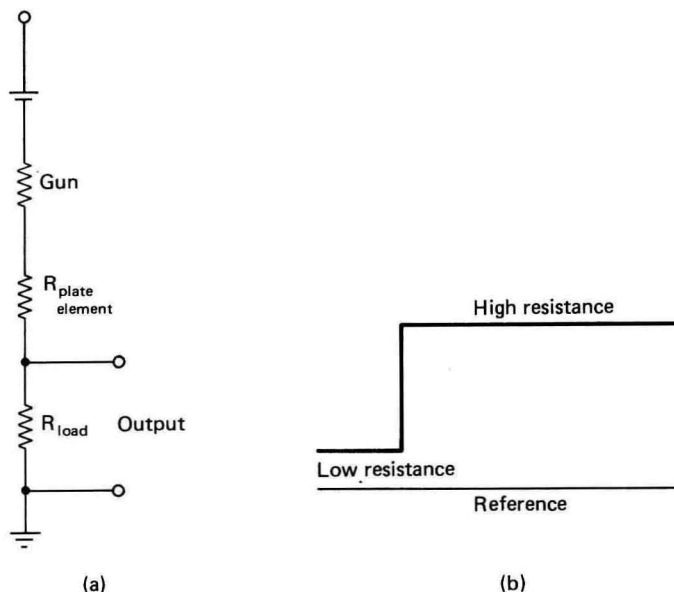 Gun
R plate element
R load Output
High resistance
Low resistance
Reference
(a)
(b)